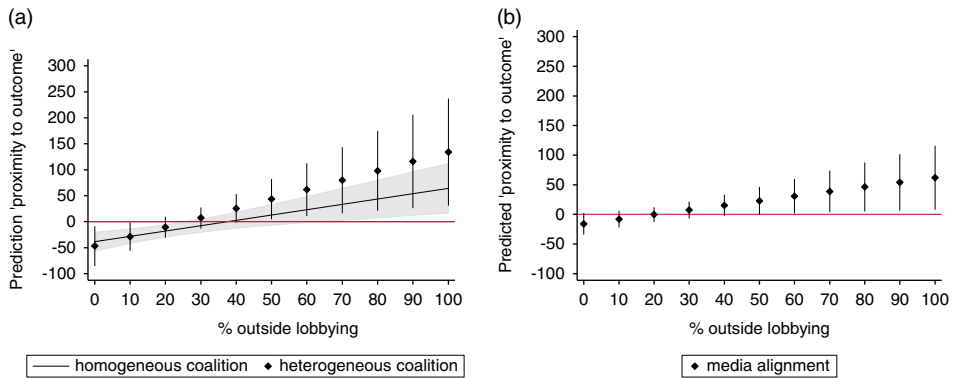 (a)
Prediction 'proximity to outcome'
300
250
200
150
100
50
0
-50
-100
0 10 20 30 40 50 60 70 80 90 100
% outside lobbying
homogeneous coalition heterogeneous coalition
(b)
Predicted 'proximity to outcome'
300
250
200
150
100
50
0
-50
-100
0 10 20 30 40 50 60 70 80 90 100
% outside lobbying
media alignment